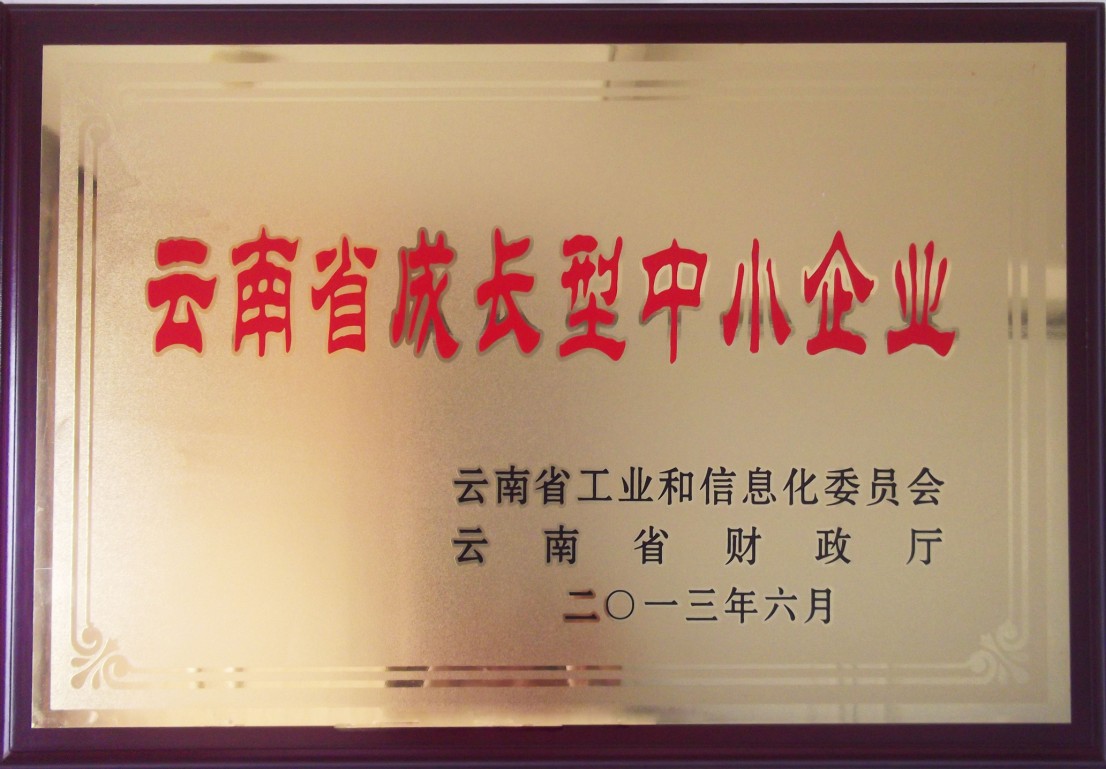 云南省成长型中小企业
云南省工业和信息化委员会
云南省财政厅
二〇一三年六月